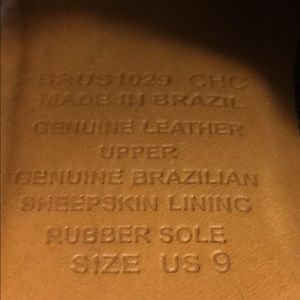 BRUS1029 CHC
MADE IN BRAZIL
GENUINE LEATHER
UPPER
GENUINE BRAZILIAN
SHEEPSKIN LINING
RUBBER SOLE
SIZE US 9